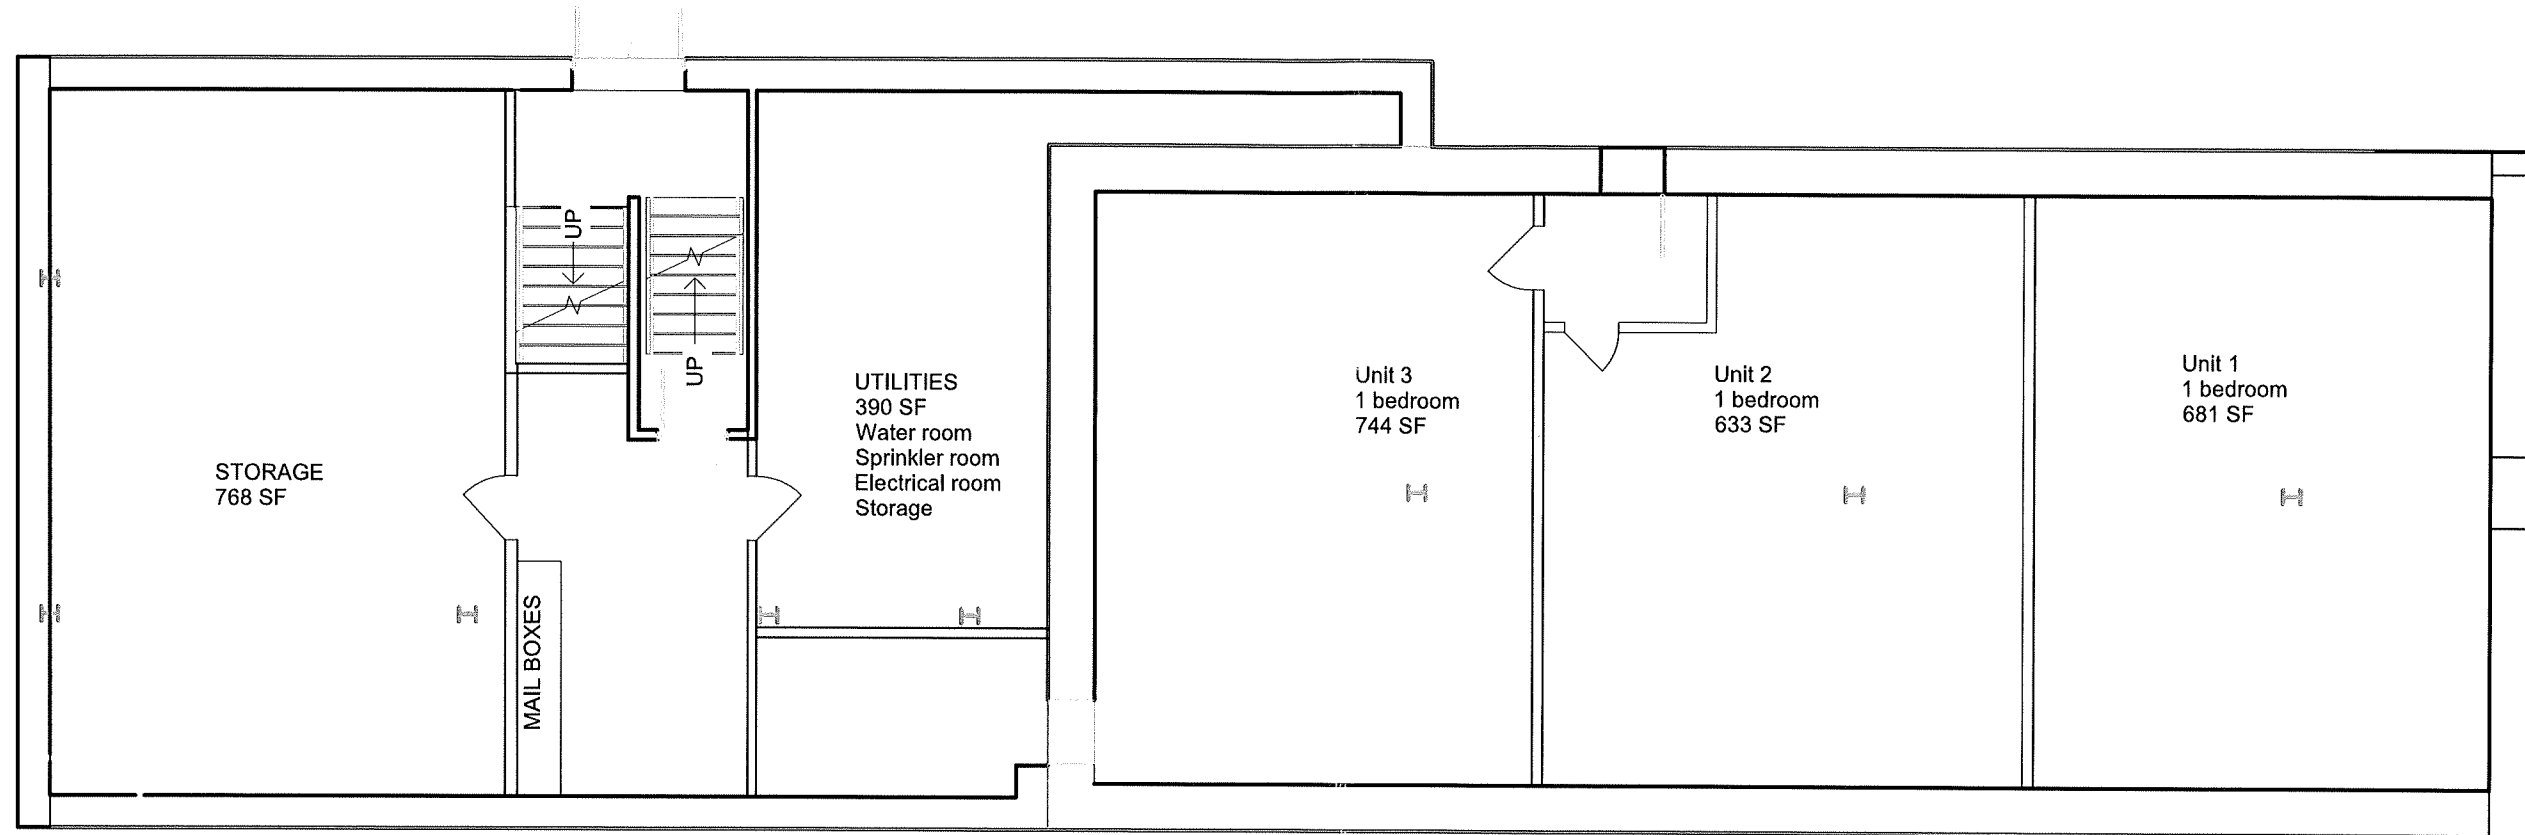 UP
UP
UTILITIES
390 SF
Water room
Sprinkler room
Electrical room
Storage
STORAGE
768 SF
MAIL BOXES
Unit 3
1 bedroom
744 SF
Unit 2
1 bedroom
633 SF
Unit 1
1 bedroom
681 SF